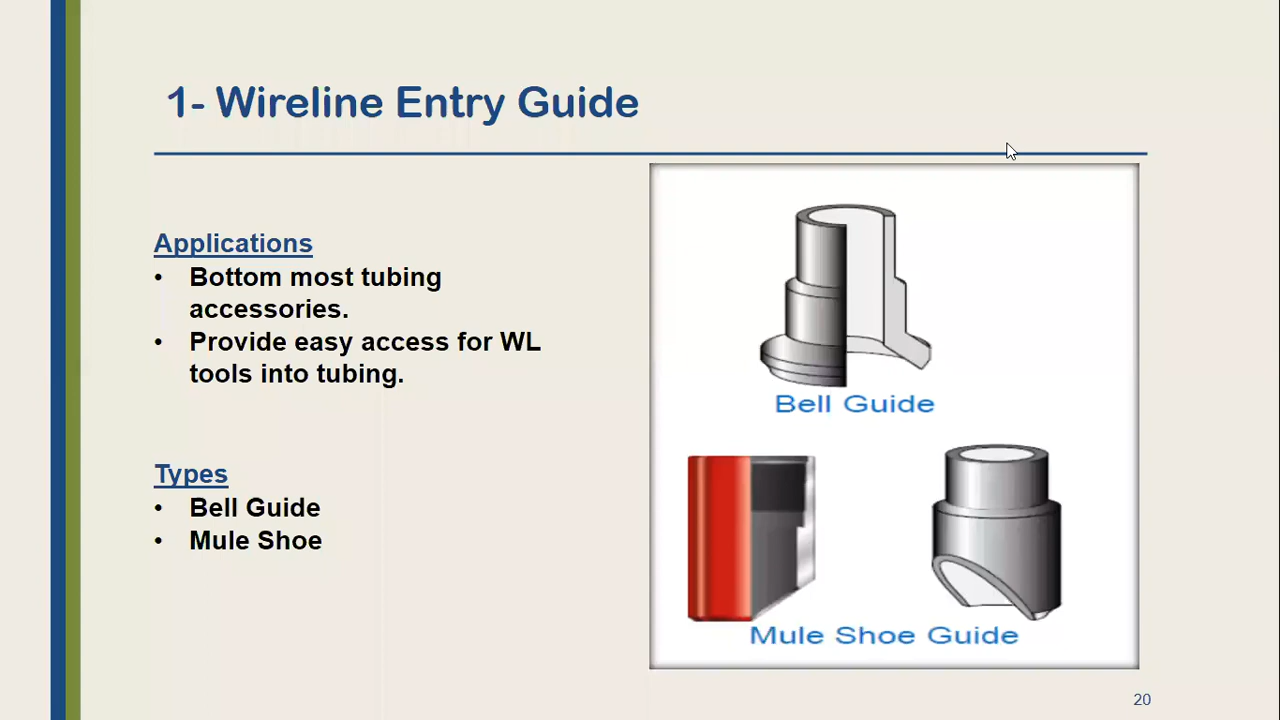 1- Wireline Entry Guide
Applications
• Bottom most tubing
accessories.
• Provide easy access for WL
tools into tubing.
Types
• Bell Guide
• Mule Shoe
Bell Guide
Mule Shoe Guide
20